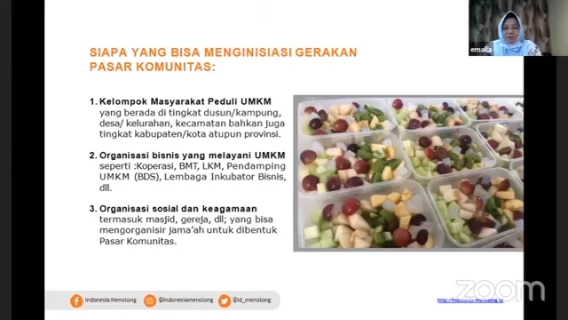 emalia
SIAPA YANG BISA MENGINISIASI GERAKAN
PASAR KOMUNITAS:
1. Kelompok Masyarakat Peduli UMKM
yang berada di tingkat dusun/kampung,
desa/ kelurahan, kecamatan bahkan juga
tingkat kabupaten/kota atupun provinsi.
2. Organisasi bisnis yang melayani UMKM
seperti :Koperasi, BMT, LKM, Pendamping
UMKM (BDS), Lembaga Inkubator Bisnis,
dll.
3. Organisasi sosial dan keagamaan
termasuk masjid, gereja, dll; yang bisa
mengorganisir jama'ah untuk dibentuk
Pasar Komunitas.
Indonesia Menolong
@indonesiamenolong
@id_menolong
zoom